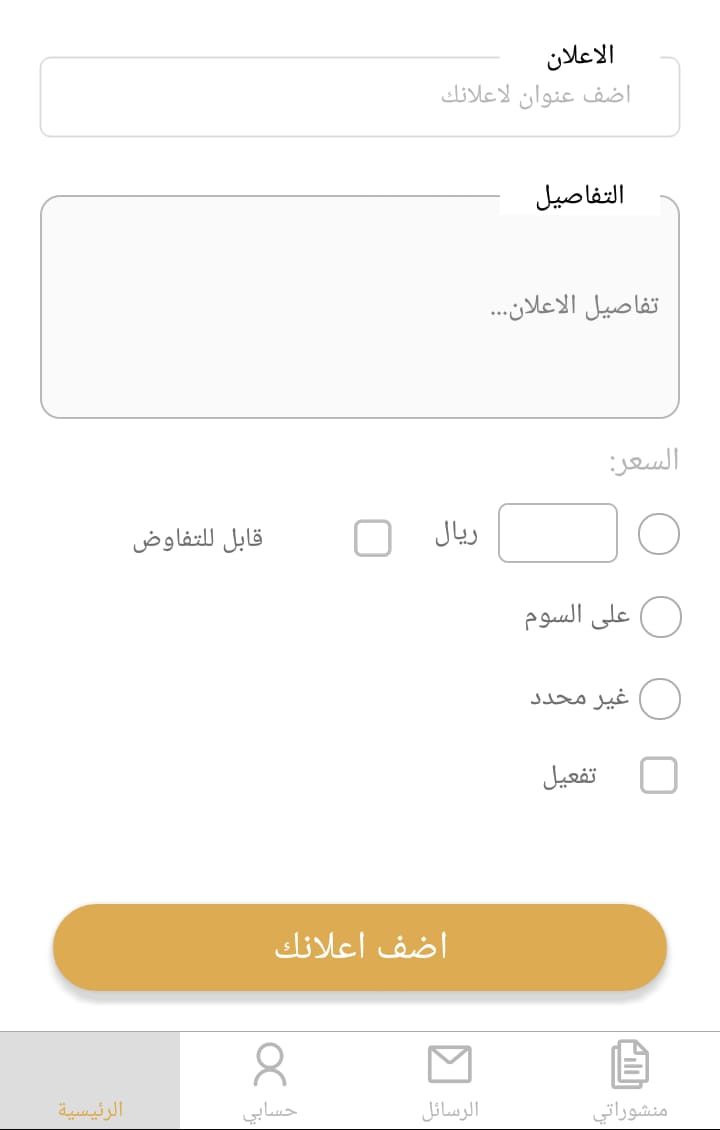 الاعلان
اضف عنوان لاعلانك
التفاصيل
تفاصيل الاعلان...
السعر:
ريال
قابل للتفاوض
على السوم
غير محدد
تفعيل
اضف اعلانك
منشوراتي
الرسائل
حسابي
الرئيسية